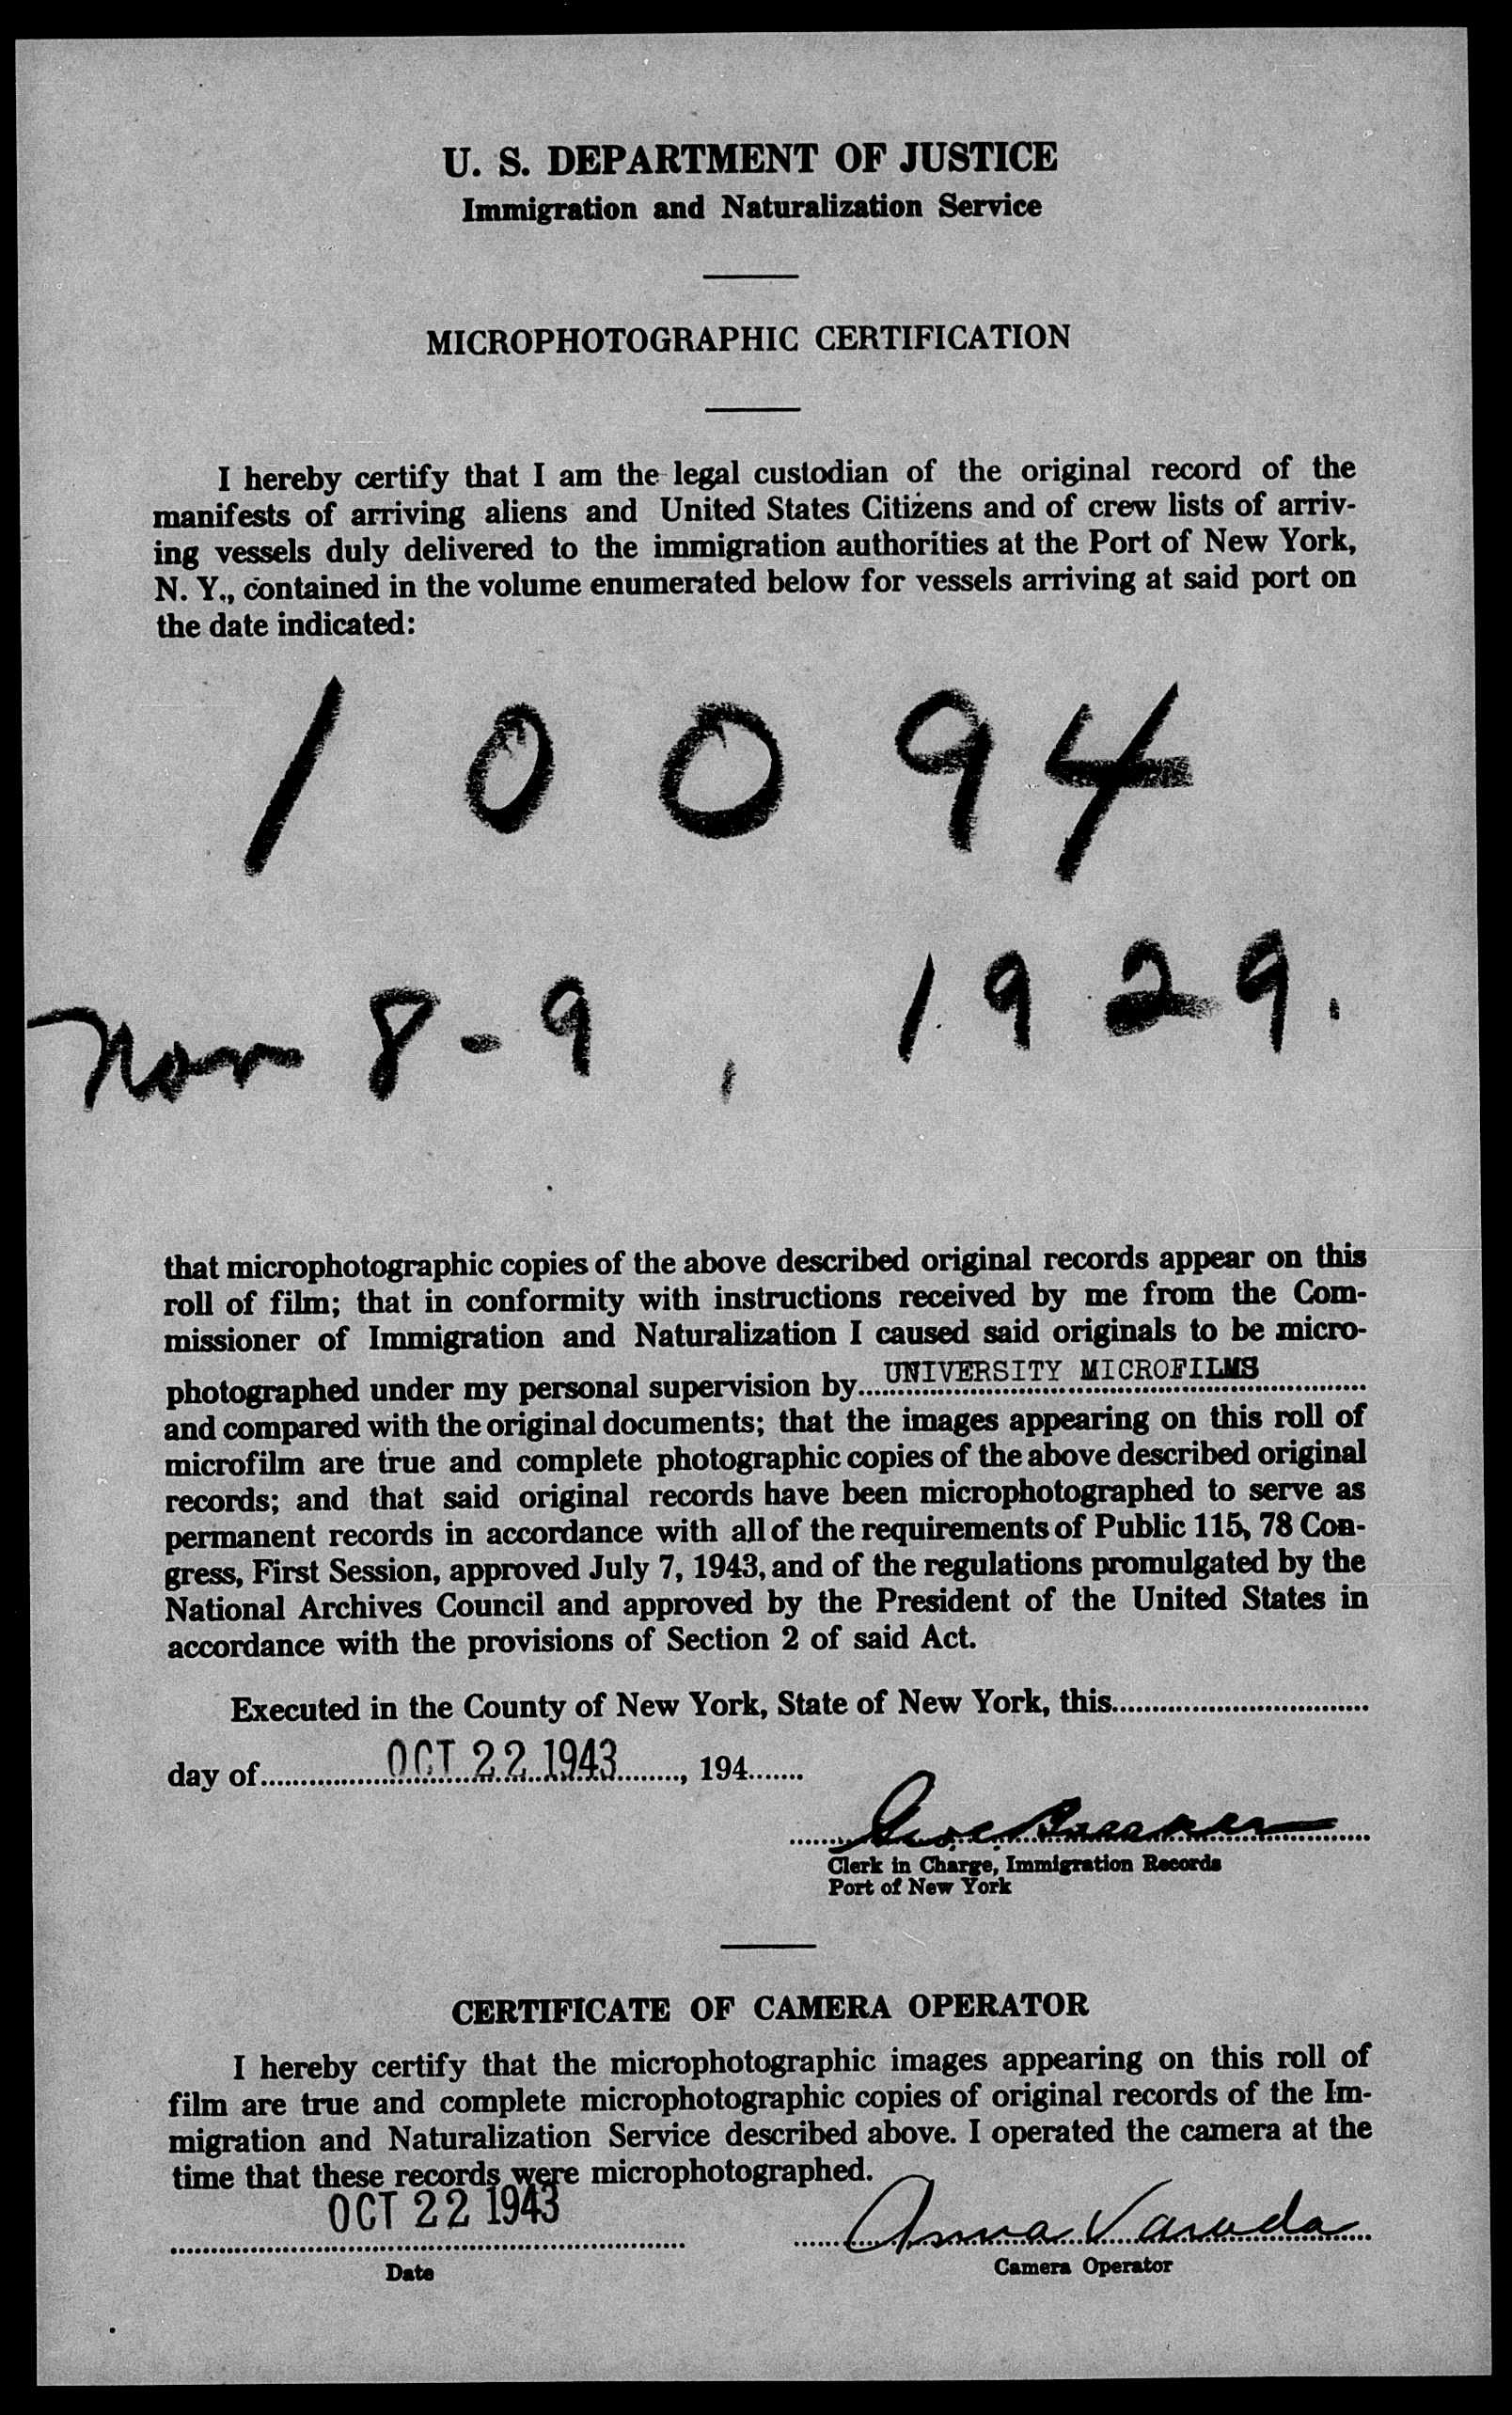 U. S. DEPARTMENT OF JUSTICE
Immigration and Naturalization Service
MICROPHOTOGRAPHIC CERTIFICATION
I hereby certify that I am the legal custodian of the original record of the
manifests of arriving aliens and United States Citizens and of crew lists of arriv-
ing vessels duly delivered to the immigration authorities at the Port of New York,
N. Y., contained in the volume enumerated below for vessels arriving at said port on
the date indicated:
10094
Nov 8-9, 1929.
that microphotographic copies of the above described original records appear on this
roll of film; that in conformity with instructions received by me from the Com-
missioner of Immigration and Naturalization I caused said originals to be micro-
photographed under my personal supervision by UNIVERSITY MICROFILMS
and compared with the original documents; that the images appearing on this roll of
microfilm are true and complete photographic copies of the above described original
records; and that said original records have been microphotographed to serve as
permanent records in accordance with all of the requirements of Public 115, 78 Con-
gress, First Session, approved July 7, 1943, and of the regulations promulgated by the
National Archives Council and approved by the President of the United States in
accordance with the provisions of Section 2 of said Act.
Executed in the County of New York, State of New York, this
day of OCT 22 1943, 194
Clerk in Charge, Immigration Records
Port of New York
CERTIFICATE OF CAMERA OPERATOR
I hereby certify that the microphotographic images appearing on this roll of
film are true and complete microphotographic copies of original records of the Im-
migration and Naturalization Service described above. I operated the camera at the
time that these records were microphotographed.
OCT 22 1943 Anna Varuda
Date Camera Operator